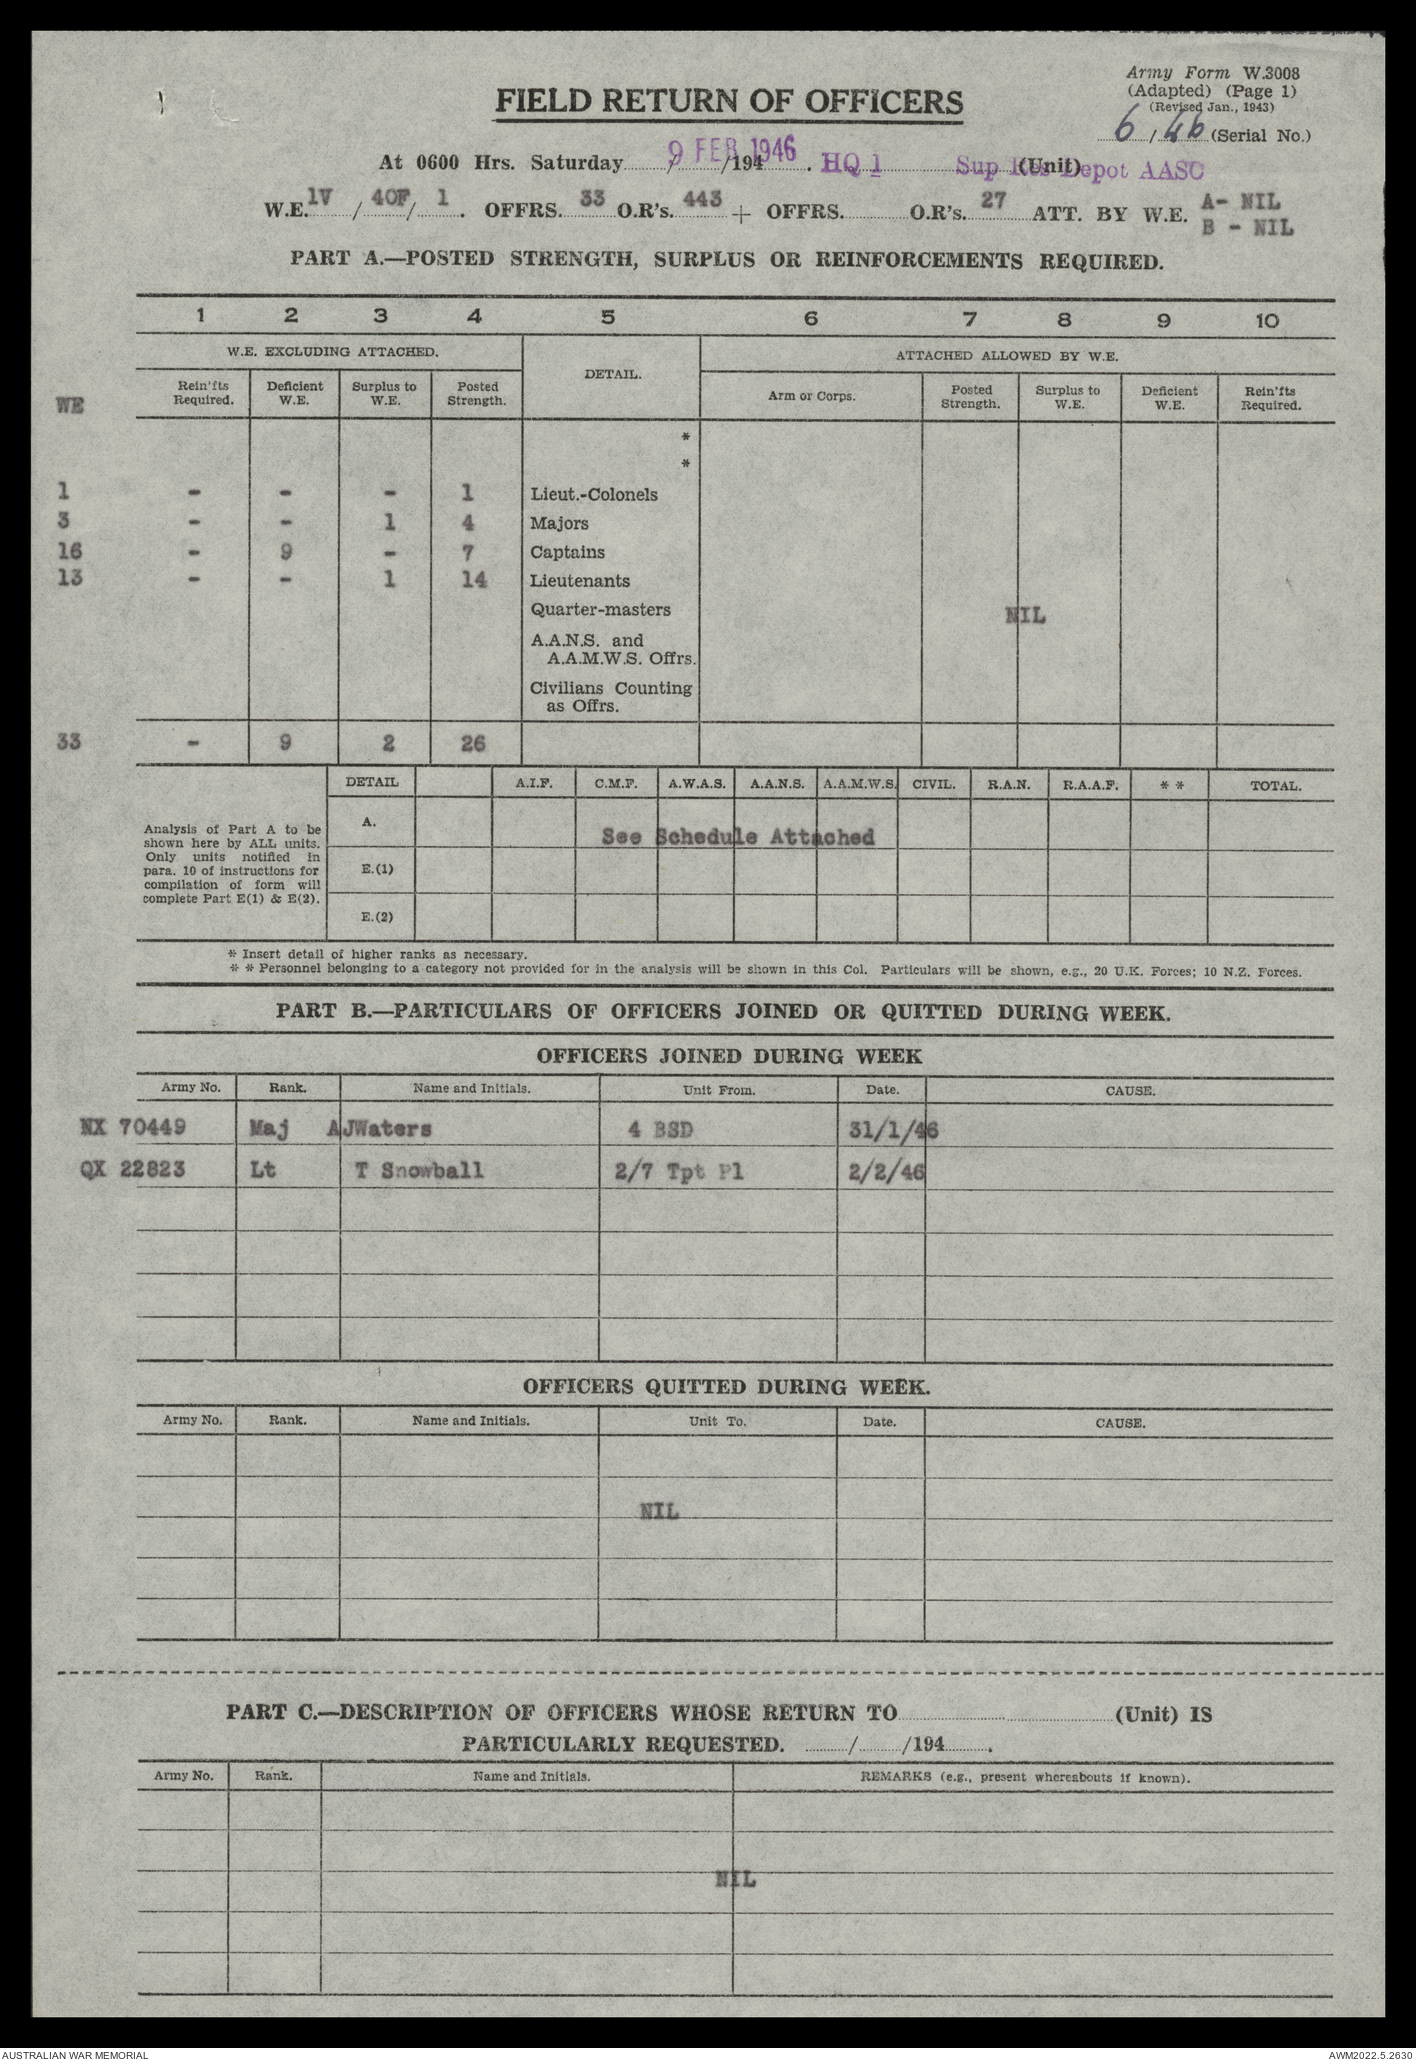 Army Form W.3008
(Adapted) (Page 1)
(Revised Jan., 1943)
6/46 (Serial No.)
FIELD RETURN OF OFFICERS
At 0600 Hrs. Saturday 9 FEB 1946 /194 . HQ 1 Sup Depot AASC (Unit)
W.E. 1V / 40F / 1 . OFFRS. 33 O.R's. 443 + OFFRS. O.R's. 27 ATT. BY W.E. A- NIL
B - NIL
PART A.—POSTED STRENGTH, SURPLUS OR REINFORCEMENTS REQUIRED.
1 2 3 4 5 6 7 8 9 10
W.E. EXCLUDING ATTACHED. DETAIL. ATTACHED ALLOWED BY W.E.
WE Rein'fts Required. Deficient W.E. Surplus to W.E. Posted Strength. Arm or Corps. Posted Strength. Surplus to W.E. Deficient W.E. Rein'fts Required.
*
*
1 - - - 1 Lieut.-Colonels
3 - - 1 4 Majors
16 - 9 - 7 Captains
13 - - 1 14 Lieutenants
Quarter-masters NIL
A.A.N.S. and
A.A.M.W.S. Offrs.
Civilians Counting
as Offrs.
33 - 9 2 26
DETAIL A.I.F. C.M.F. A.W.A.S. A.A.N.S. A.A.M.W.S. CIVIL. R.A.N. R.A.A.F. * * TOTAL.
Analysis of Part A to be
shown here by ALL units.
Only units notified in
para. 10 of instructions for
compilation of form will
complete Part E(1) & E(2).
A. See Schedule Attached
E.(1)
E.(2)
* Insert detail of higher ranks as necessary.
* * Personnel belonging to a category not provided for in the analysis will be shown in this Col. Particulars will be shown, e.g., 20 U.K. Forces; 10 N.Z. Forces.
PART B.—PARTICULARS OF OFFICERS JOINED OR QUITTED DURING WEEK.
OFFICERS JOINED DURING WEEK
Army No. Rank. Name and Initials. Unit From. Date. CAUSE.
NX 70449 Maj AJWaters 4 BSD 31/1/46
QX 22823 Lt T Snowball 2/7 Tpt Pl 2/2/46
OFFICERS QUITTED DURING WEEK.
Army No. Rank. Name and Initials. Unit To. Date. CAUSE.
NIL
PART C.—DESCRIPTION OF OFFICERS WHOSE RETURN TO (Unit) IS
PARTICULARLY REQUESTED. / /194 .
Army No. Rank. Name and Initials. REMARKS (e.g., present whereabouts if known).
NIL
AUSTRALIAN WAR MEMORIAL AWM2022.5.2630